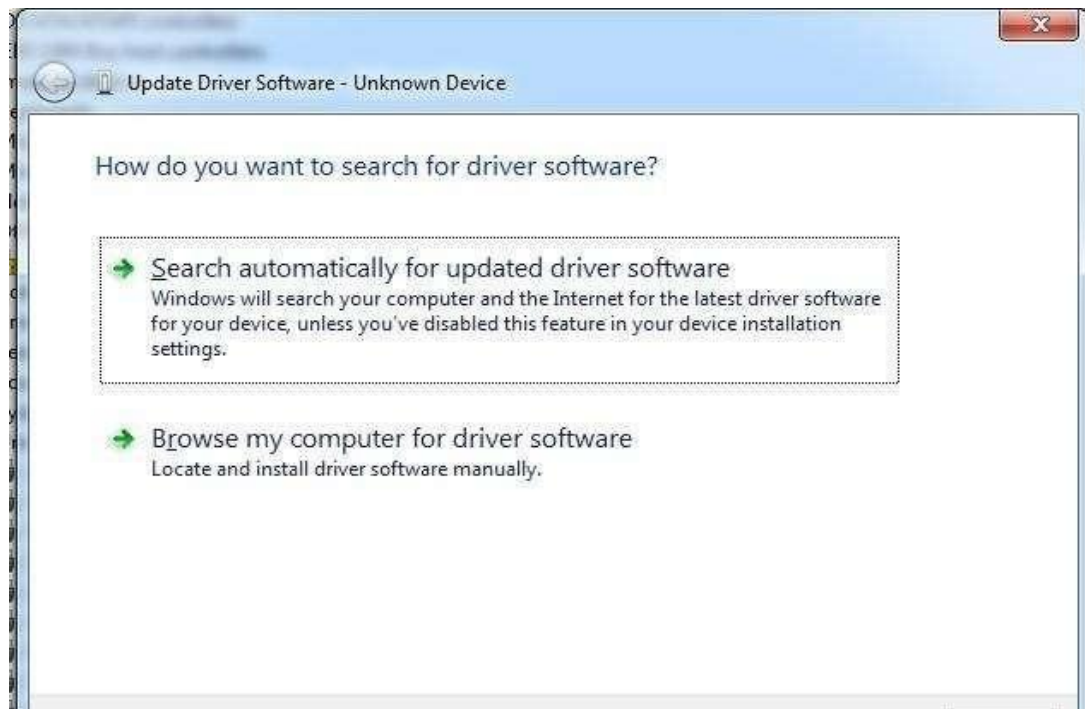 Update Driver Software - Unknown Device
How do you want to search for driver software?
Search automatically for updated driver software
Windows will search your computer and the Internet for the latest driver software
for your device, unless you've disabled this feature in your device installation
settings.
Browse my computer for driver software
Locate and install driver software manually.